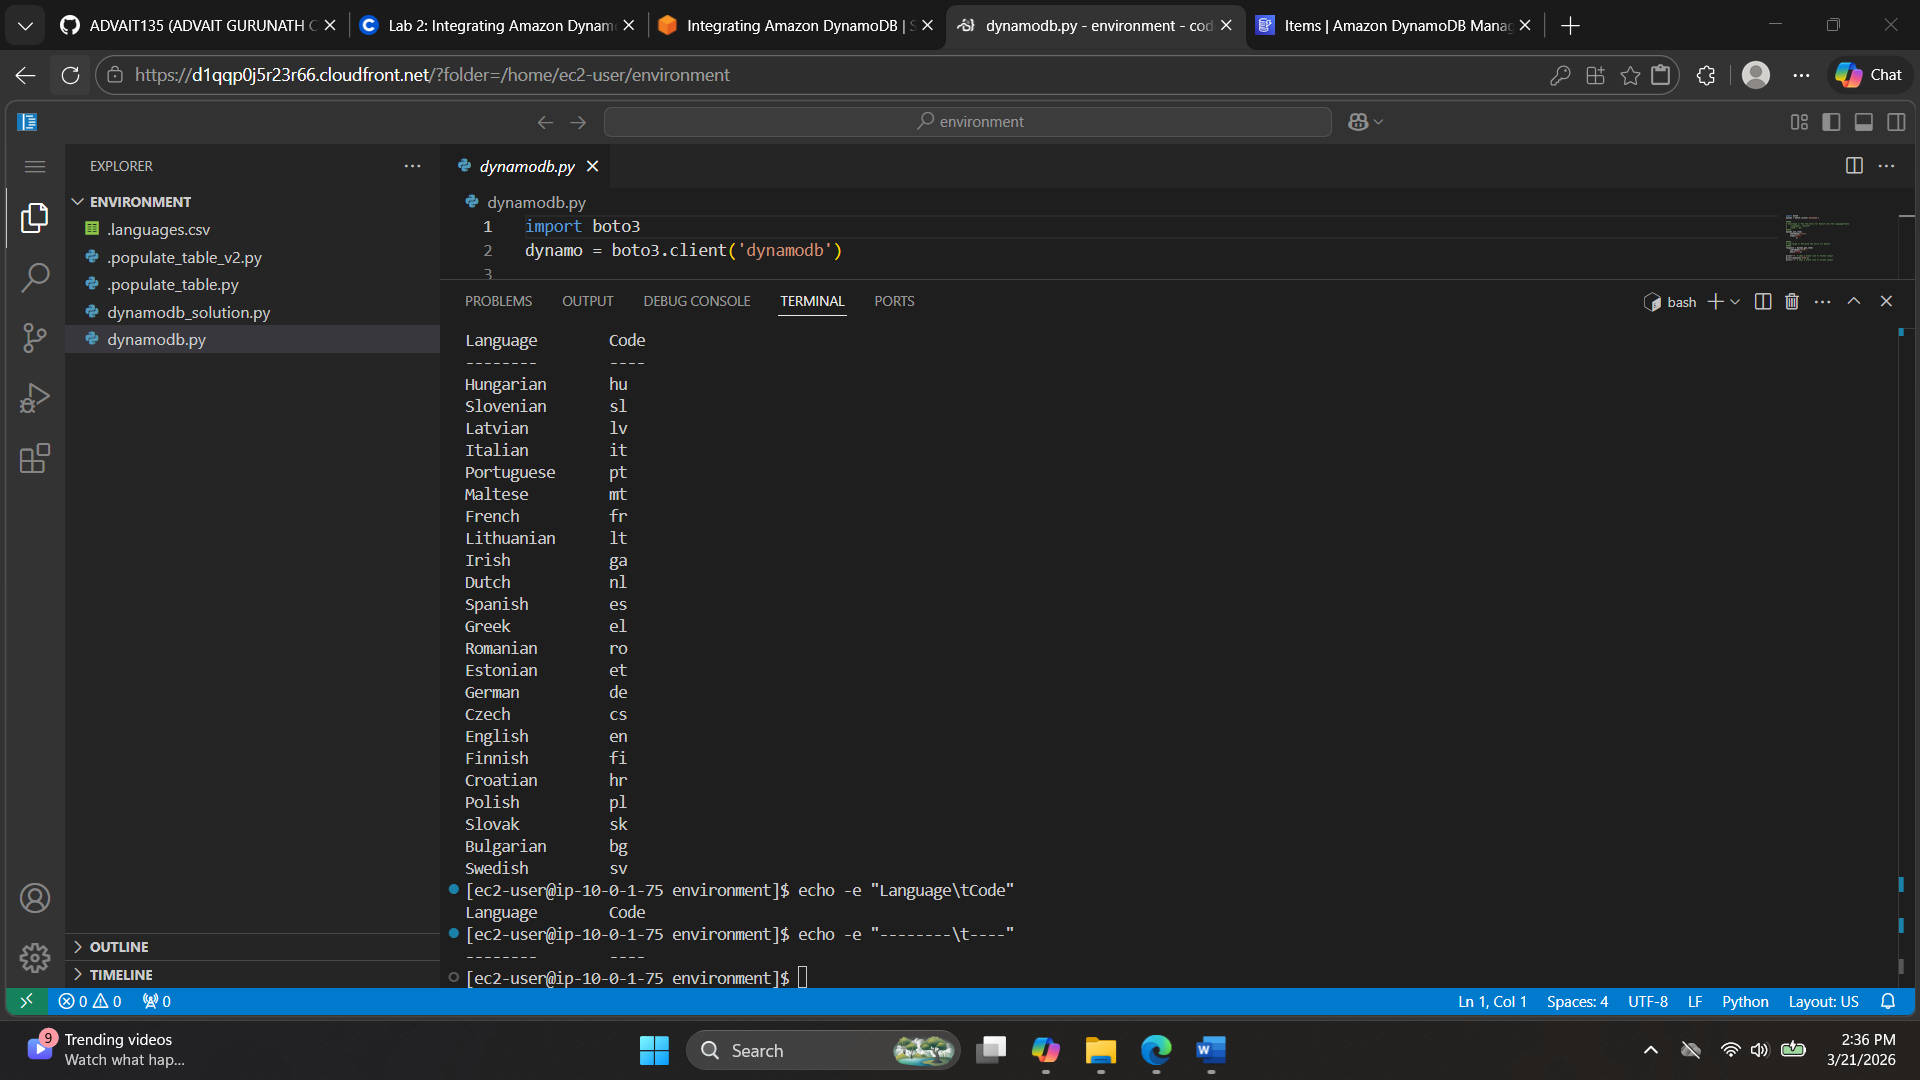 ADVAIT135 (ADVAIT GURUNATH C
Lab 2: Integrating Amazon Dynam
Integrating Amazon DynamoDB | S
dynamodb.py - environment - cod
Items | Amazon DynamoDB Manag
https://d1qqp0j5r23r66.cloudfront.net/?folder=/home/ec2-user/environment
Chat
environment
EXPLORER
ENVIRONMENT
.languages.csv
.populate_table_v2.py
.populate_table.py
dynamodb_solution.py
dynamodb.py
OUTLINE
TIMELINE
dynamodb.py
dynamodb.py
1 import boto3
2 dynamo = boto3.client('dynamodb')
3
PROBLEMS OUTPUT DEBUG CONSOLE TERMINAL PORTS
bash
Language Code
-------- ----
Hungarian hu
Slovenian sl
Latvian lv
Italian it
Portuguese pt
Maltese mt
French fr
Lithuanian lt
Irish ga
Dutch nl
Spanish es
Greek el
Romanian ro
Estonian et
German de
Czech cs
English en
Finnish fi
Croatian hr
Polish pl
Slovak sk
Bulgarian bg
Swedish sv
[ec2-user@ip-10-0-1-75 environment]$ echo -e "Language\tCode"
Language Code
[ec2-user@ip-10-0-1-75 environment]$ echo -e "--------\t----"
-------- ----
[ec2-user@ip-10-0-1-75 environment]$
0 0 0
Ln 1, Col 1 Spaces: 4 UTF-8 LF Python Layout: US
9
Trending videos
Watch what hap...
Search
2:36 PM
3/21/2026